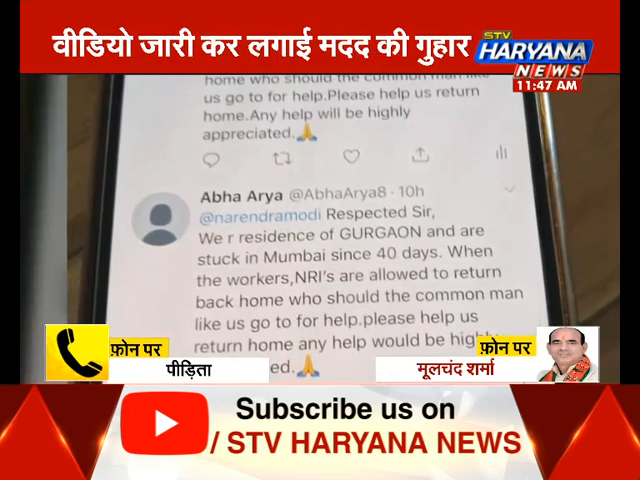 वीडियो जारी कर लगाई मदद की गुहार
STV
HARYANA
NEWS
11:47 AM
home who should the common man like
us go to for help.Please help us return
home.Any help will be highly
appreciated.🙏
Abha Arya @AbhaArya8 · 10h
@narendramodi Respected Sir,
We r residence of GURGAON and are
stuck in Mumbai since 40 days. When
the workers,NRI's are allowed to return
back home who should the common man
like us go to for help.please help us
return home any help would be highly
ed.🙏
फ़ोन पर
पीड़िता
फ़ोन पर
मूलचंद शर्मा
Subscribe us on
/ STV HARYANA NEWS